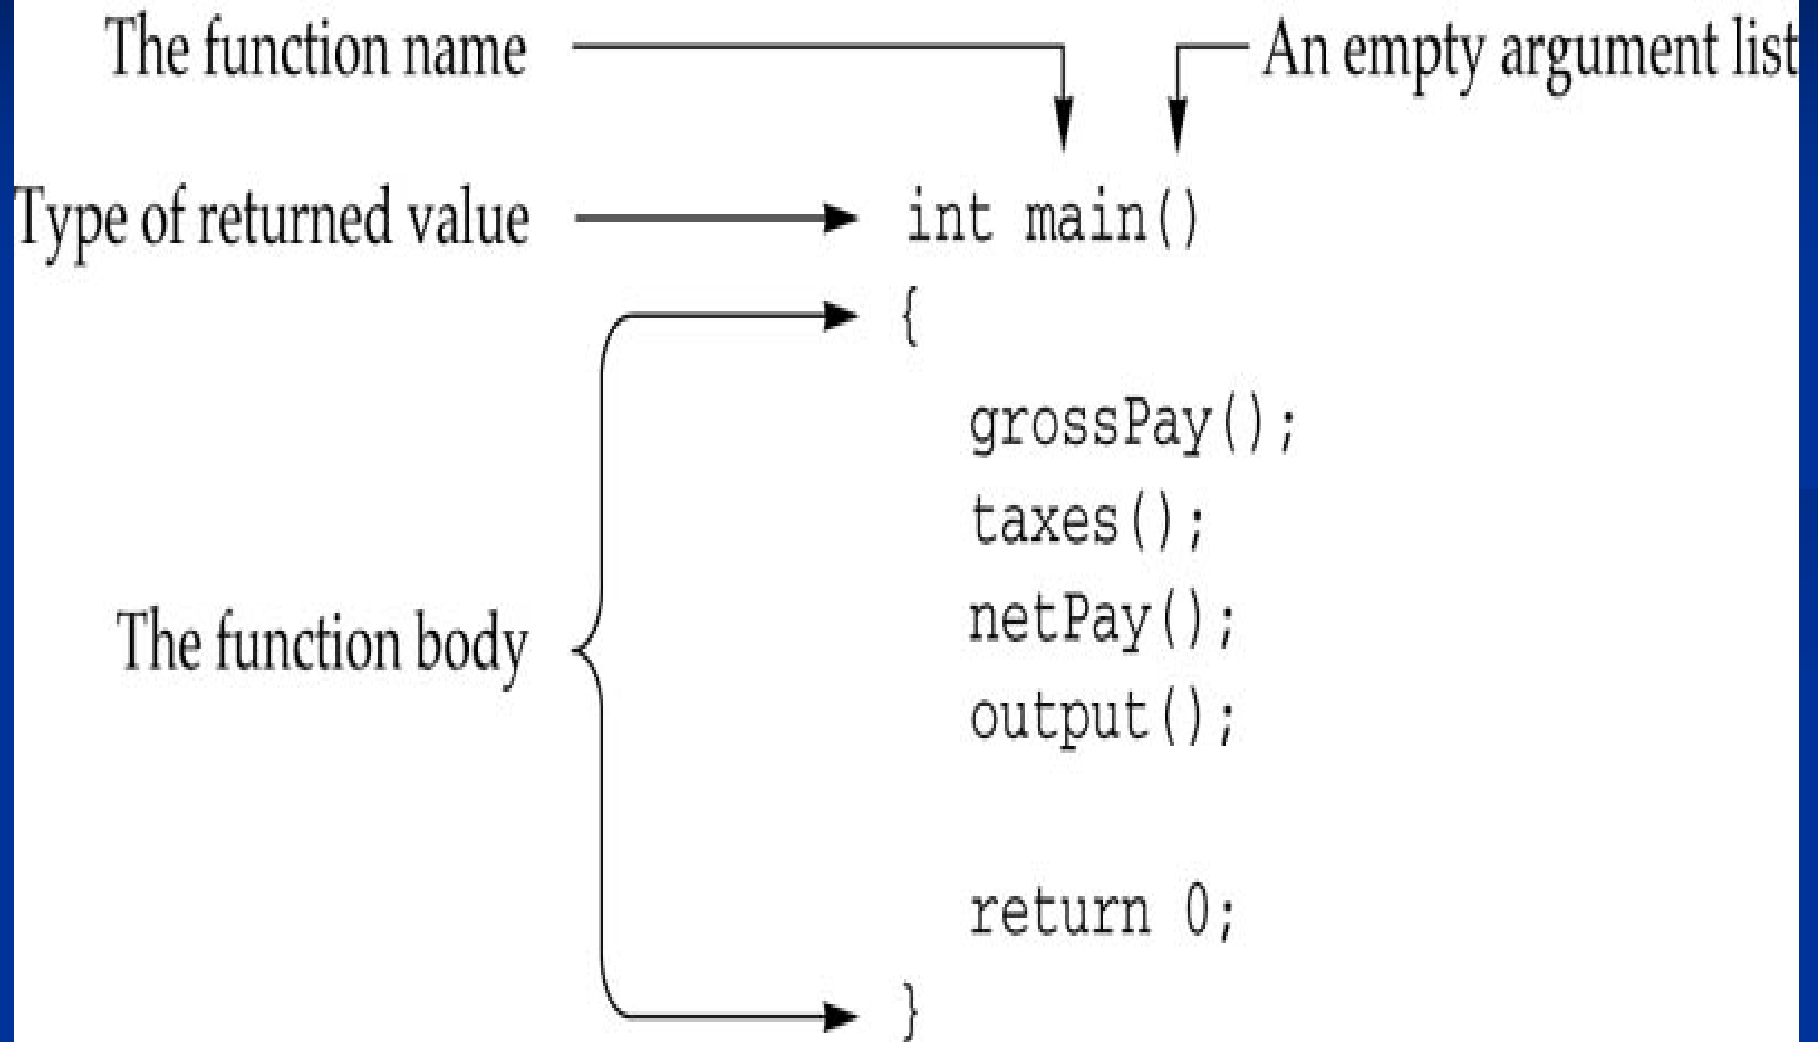 The function name
An empty argument list
Type of returned value
int main()
{
grossPay();
taxes();
netPay();
output();
The function body
return 0;
}